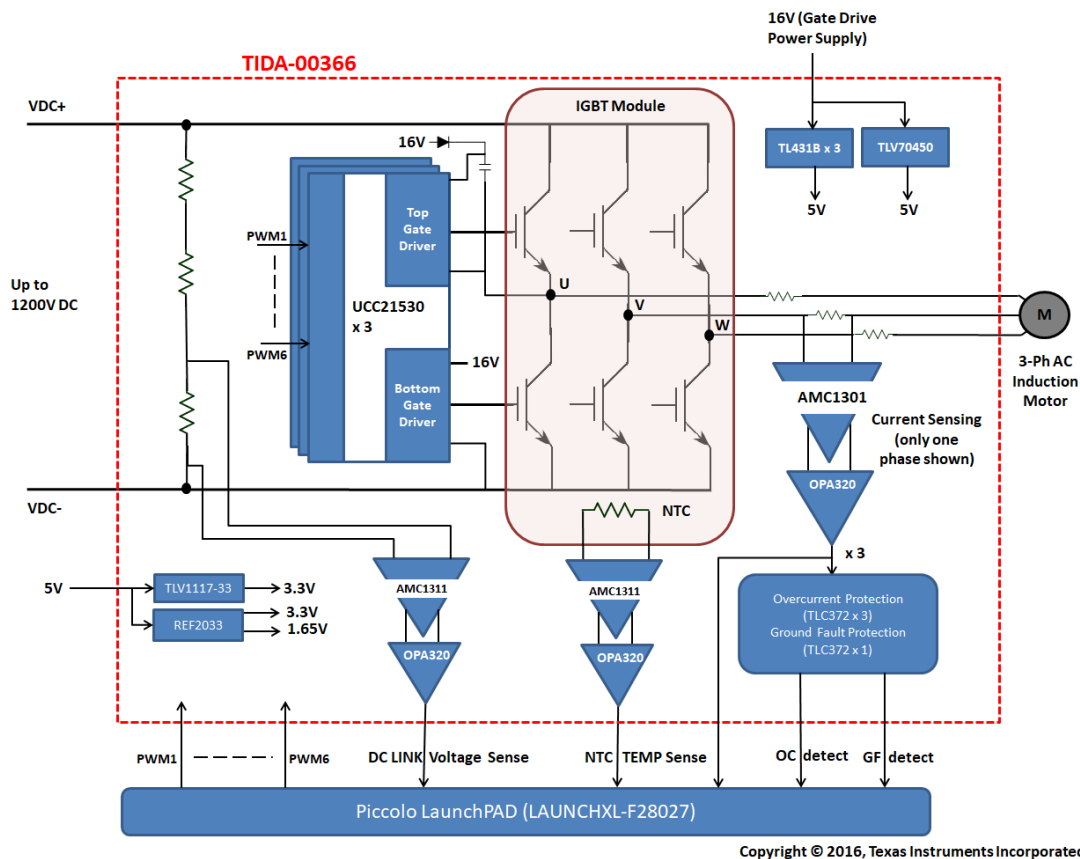 16V (Gate Drive
Power Supply)
TIDA-00366
VDC+
IGBT Module
16V
TL431B x 3
TLV70450
5V
5V
Top
Gate
Driver
PWM1
U
Up to
1200V DC
UCC21530
x 3
V
W
M
PWM6
16V
3-Ph AC
Induction
Motor
Bottom
Gate
Driver
AMC1301
Current Sensing
(only one
phase shown)
OPA320
VDC-
NTC
x 3
5V
TLV1117-33
3.3V
REF2033
3.3V
1.65V
AMC1311
OPA320
AMC1311
OPA320
Overcurrent Protection
(TLC372 x 3)
Ground Fault Protection
(TLC372 x 1)
PWM1
PWM6
DC LINK Voltage Sense
NTC TEMP Sense
OC detect
GF detect
Piccolo LaunchPAD (LAUNCHXL-F28027)
Copyright © 2016, Texas Instruments Incorporated